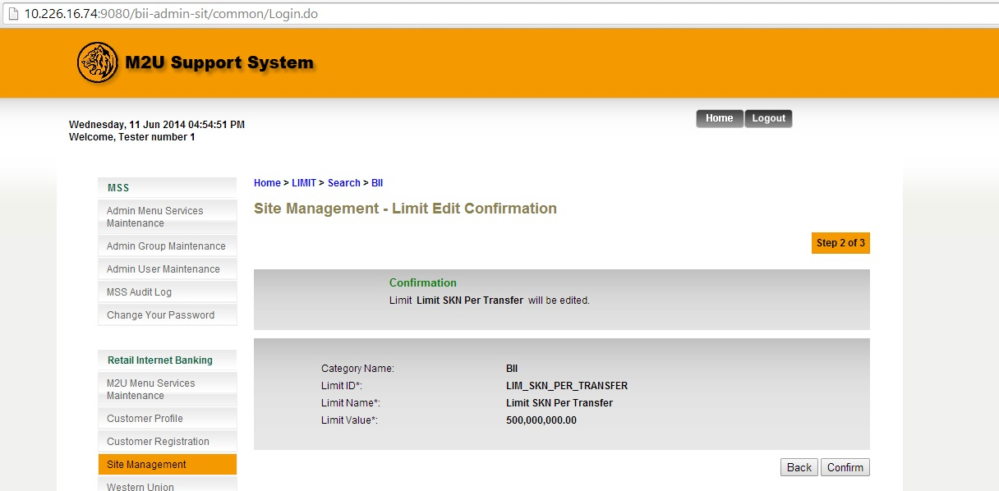 10.226.16.74:9080/bii-admin-sit/common/Login.do
M2U Support System
Wednesday, 11 Jun 2014 04:54:51 PM
Welcome, Tester number 1
Home Logout
MSS
Admin Menu Services
Maintenance
Admin Group Maintenance
Admin User Maintenance
MSS Audit Log
Change Your Password
Retail Internet Banking
M2U Menu Services
Maintenance
Customer Profile
Customer Registration
Site Management
Western Union
Home > LIMIT > Search > BII
Site Management - Limit Edit Confirmation
Step 2 of 3
Confirmation
Limit Limit SKN Per Transfer will be edited.
Category Name: BII
Limit ID*: LIM_SKN_PER_TRANSFER
Limit Name*: Limit SKN Per Transfer
Limit Value*: 500,000,000.00
Back Confirm